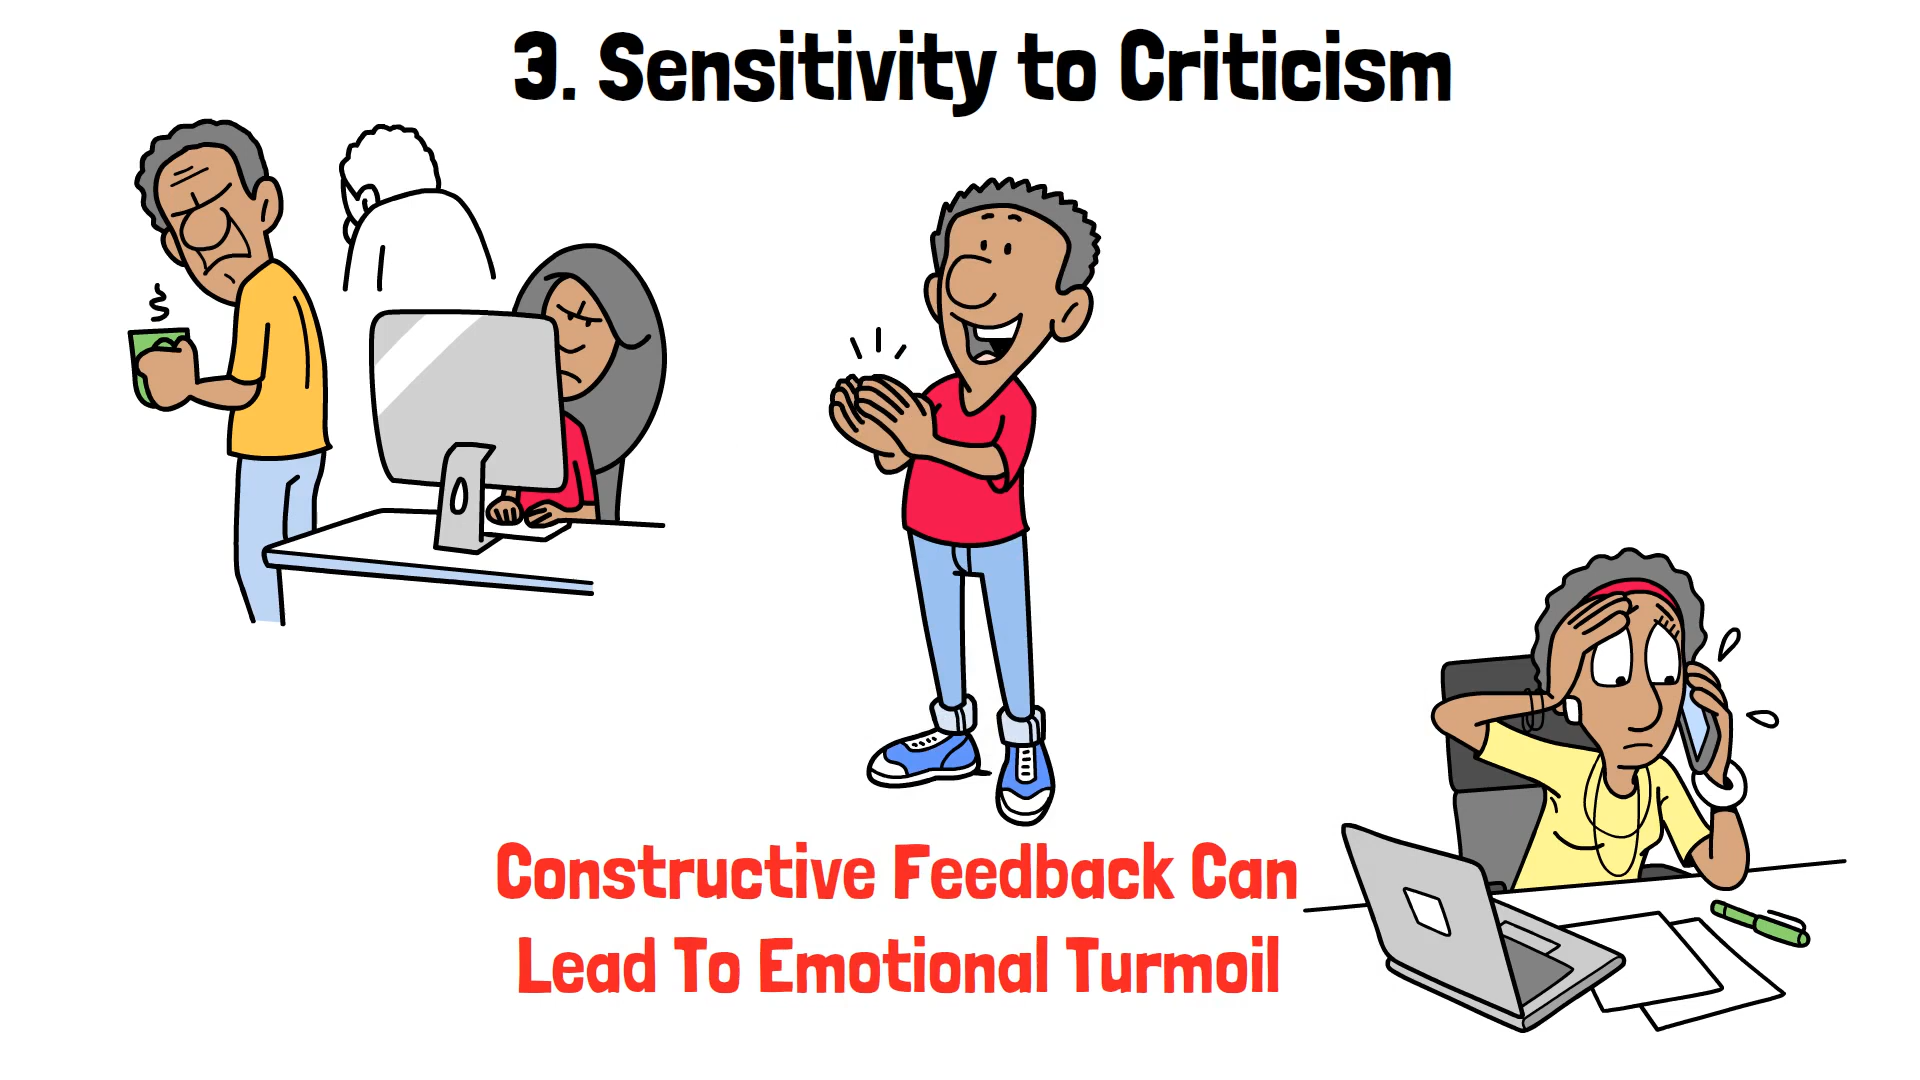 3. Sensitivity to Criticism
Constructive Feedback Can
Lead To Emotional Turmoil